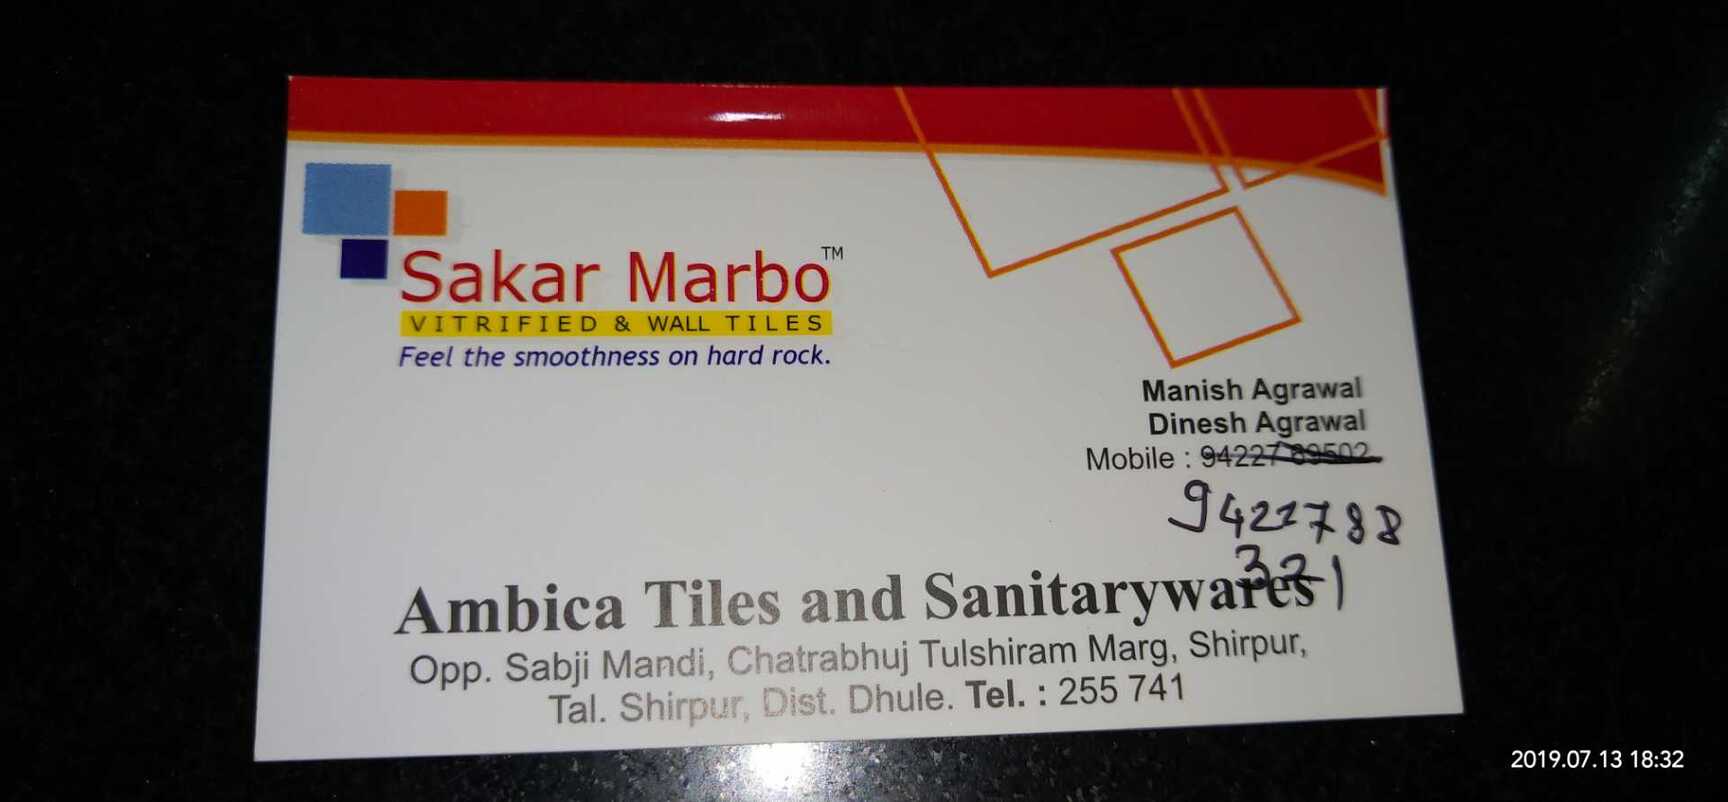 Sakar Marbo™
VITRIFIED & WALL TILES
Feel the smoothness on hard rock.
Manish Agrawal
Dinesh Agrawal
Mobile : 94227 89502
9422788
321
Ambica Tiles and Sanitarywares
Opp. Sabji Mandi, Chatrabhuj Tulshiram Marg, Shirpur,
Tal. Shirpur, Dist. Dhule. Tel. : 255 741
2019.07.13 18:32